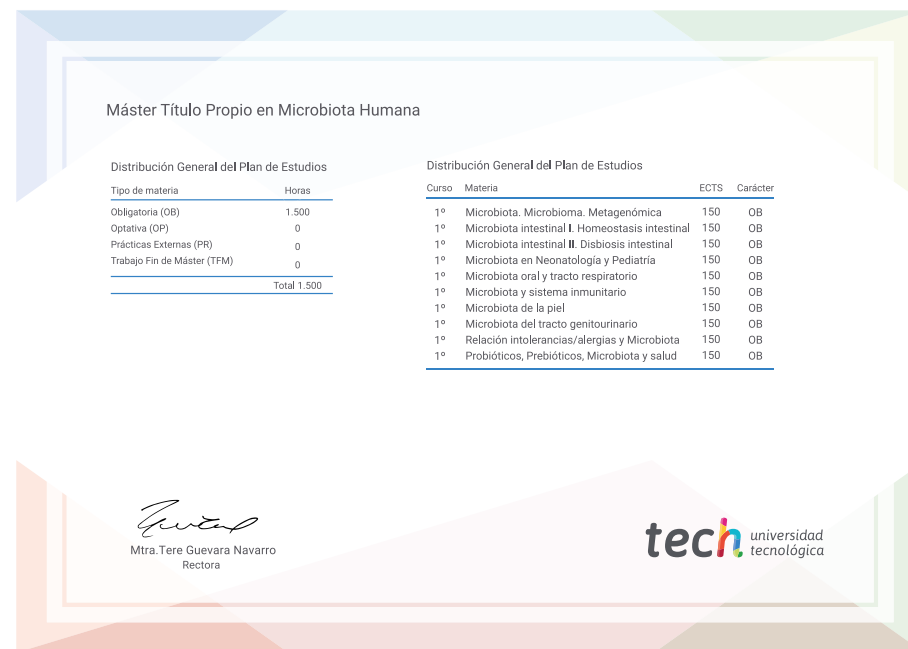 Máster Título Propio en Microbiota Humana
Distribución General del Plan de Estudios
Tipo de materia Horas
Obligatoria (OB) 1.500
Optativa (OP) 0
Prácticas Externas (PR) 0
Trabajo Fin de Máster (TFM) 0
Total 1.500
Distribución General del Plan de Estudios
Curso Materia ECTS Carácter
1º Microbiota. Microbioma. Metagenómica 150 OB
1º Microbiota intestinal I. Homeostasis intestinal 150 OB
1º Microbiota intestinal II. Disbiosis intestinal 150 OB
1º Microbiota en Neonatología y Pediatría 150 OB
1º Microbiota oral y tracto respiratorio 150 OB
1º Microbiota y sistema inmunitario 150 OB
1º Microbiota de la piel 150 OB
1º Microbiota del tracto genitourinario 150 OB
1º Relación intolerancias/alergias y Microbiota 150 OB
1º Probióticos, Prebióticos, Microbiota y salud 150 OB
Mtra.Tere Guevara Navarro
Rectora
tech universidad
tecnológica